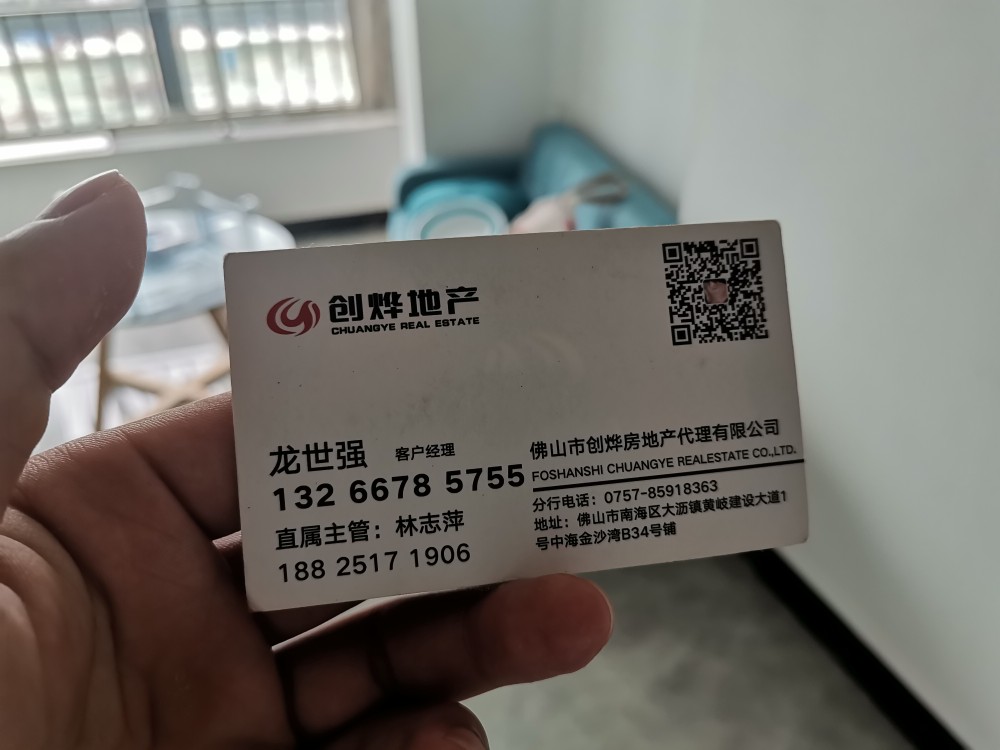 创烨地产
CHUANGYE REAL ESTATE
龙世强 客户经理
132 6678 5755
直属主管：林志萍
188 2517 1906
佛山市创烨房地产代理有限公司
FOSHANSHI CHUANGYE REALESTATE CO.,LTD.
分行电话：0757-85918363
地址：佛山市南海区大沥镇黄岐建设大道1
号中海金沙湾B34号铺